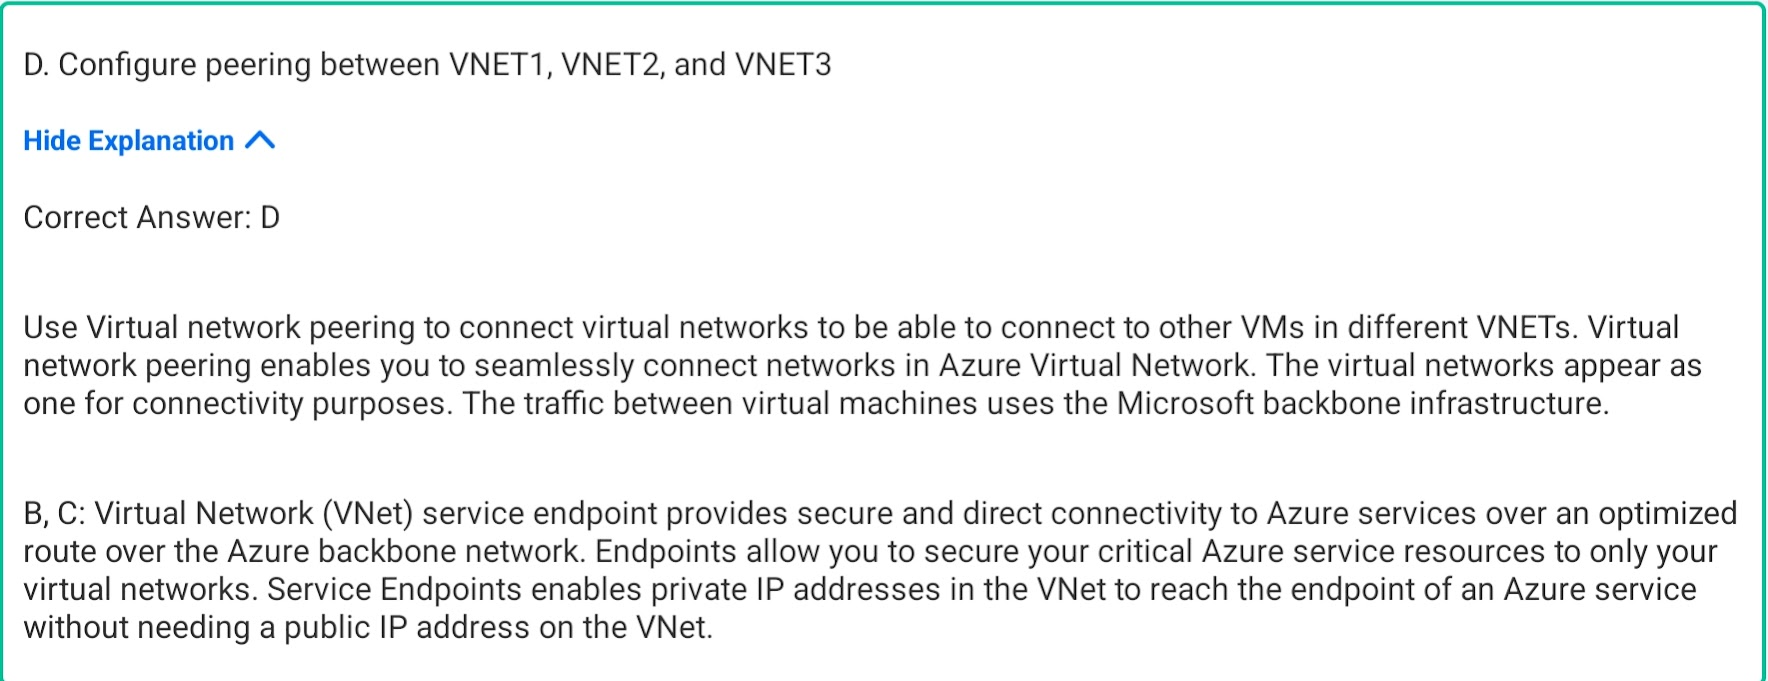 D. Configure peering between VNET1, VNET2, and VNET3
Hide Explanation
Correct Answer: D
Use Virtual network peering to connect virtual networks to be able to connect to other VMs in different VNETs. Virtual
network peering enables you to seamlessly connect networks in Azure Virtual Network. The virtual networks appear as
one for connectivity purposes. The traffic between virtual machines uses the Microsoft backbone infrastructure.
B, C: Virtual Network (VNet) service endpoint provides secure and direct connectivity to Azure services over an optimized
route over the Azure backbone network. Endpoints allow you to secure your critical Azure service resources to only your
virtual networks. Service Endpoints enables private IP addresses in the VNet to reach the endpoint of an Azure service
without needing a public IP address on the VNet.